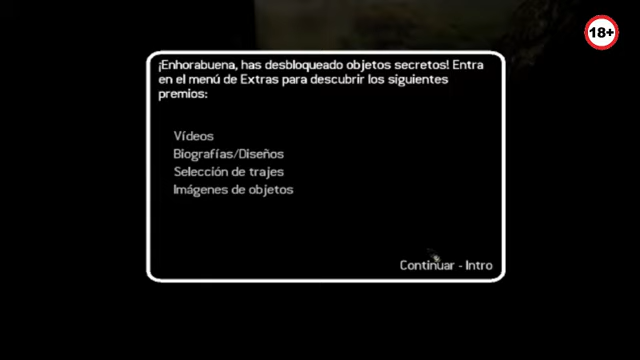 18+
¡Enhorabuena, has desbloqueado objetos secretos! Entra
en el menú de Extras para descubrir los siguientes
premios:
Vídeos
Biografías/Diseños
Selección de trajes
Imágenes de objetos
Continuar - Intro